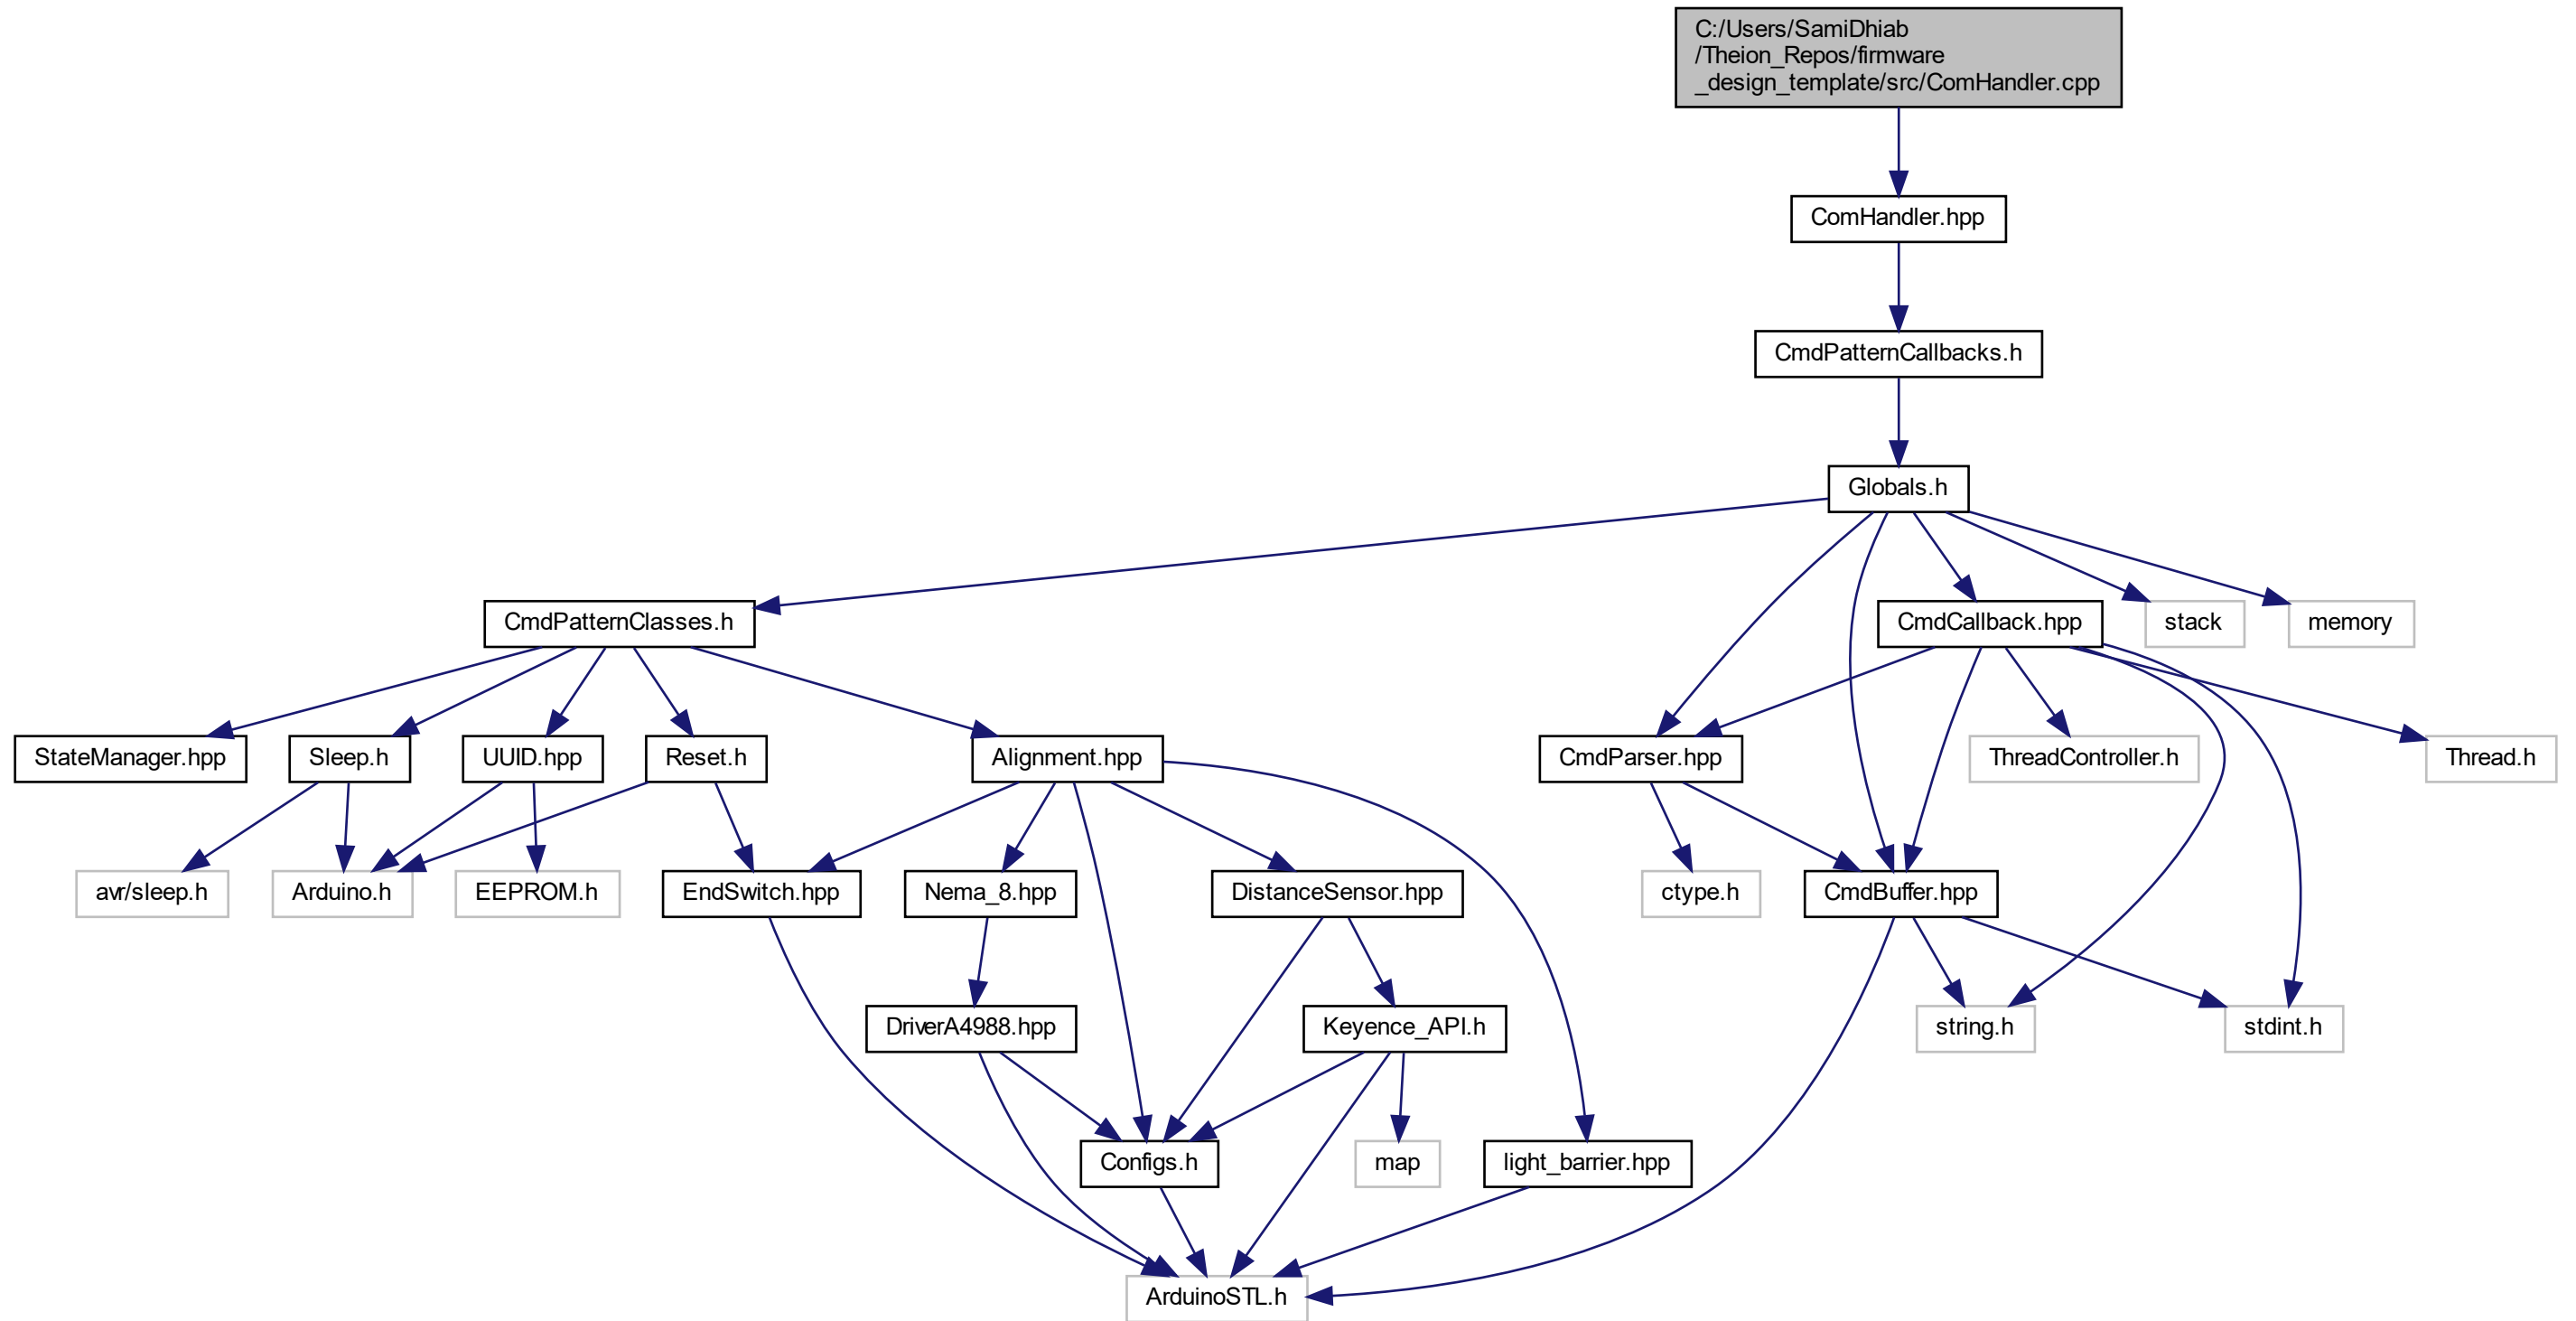 C:/Users/SamiDhiab
/Theion_Repos/firmware
_design_template/src/ComHandler.cpp
ComHandler.hpp
CmdPatternCallbacks.h
Globals.h
CmdPatternClasses.h
CmdCallback.hpp
stack
memory
StateManager.hpp
Sleep.h
UUID.hpp
Reset.h
Alignment.hpp
CmdParser.hpp
ThreadController.h
Thread.h
avr/sleep.h
Arduino.h
EEPROM.h
EndSwitch.hpp
Nema_8.hpp
DistanceSensor.hpp
ctype.h
CmdBuffer.hpp
DriverA4988.hpp
Keyence_API.h
string.h
stdint.h
Configs.h
map
light_barrier.hpp
ArduinoSTL.h